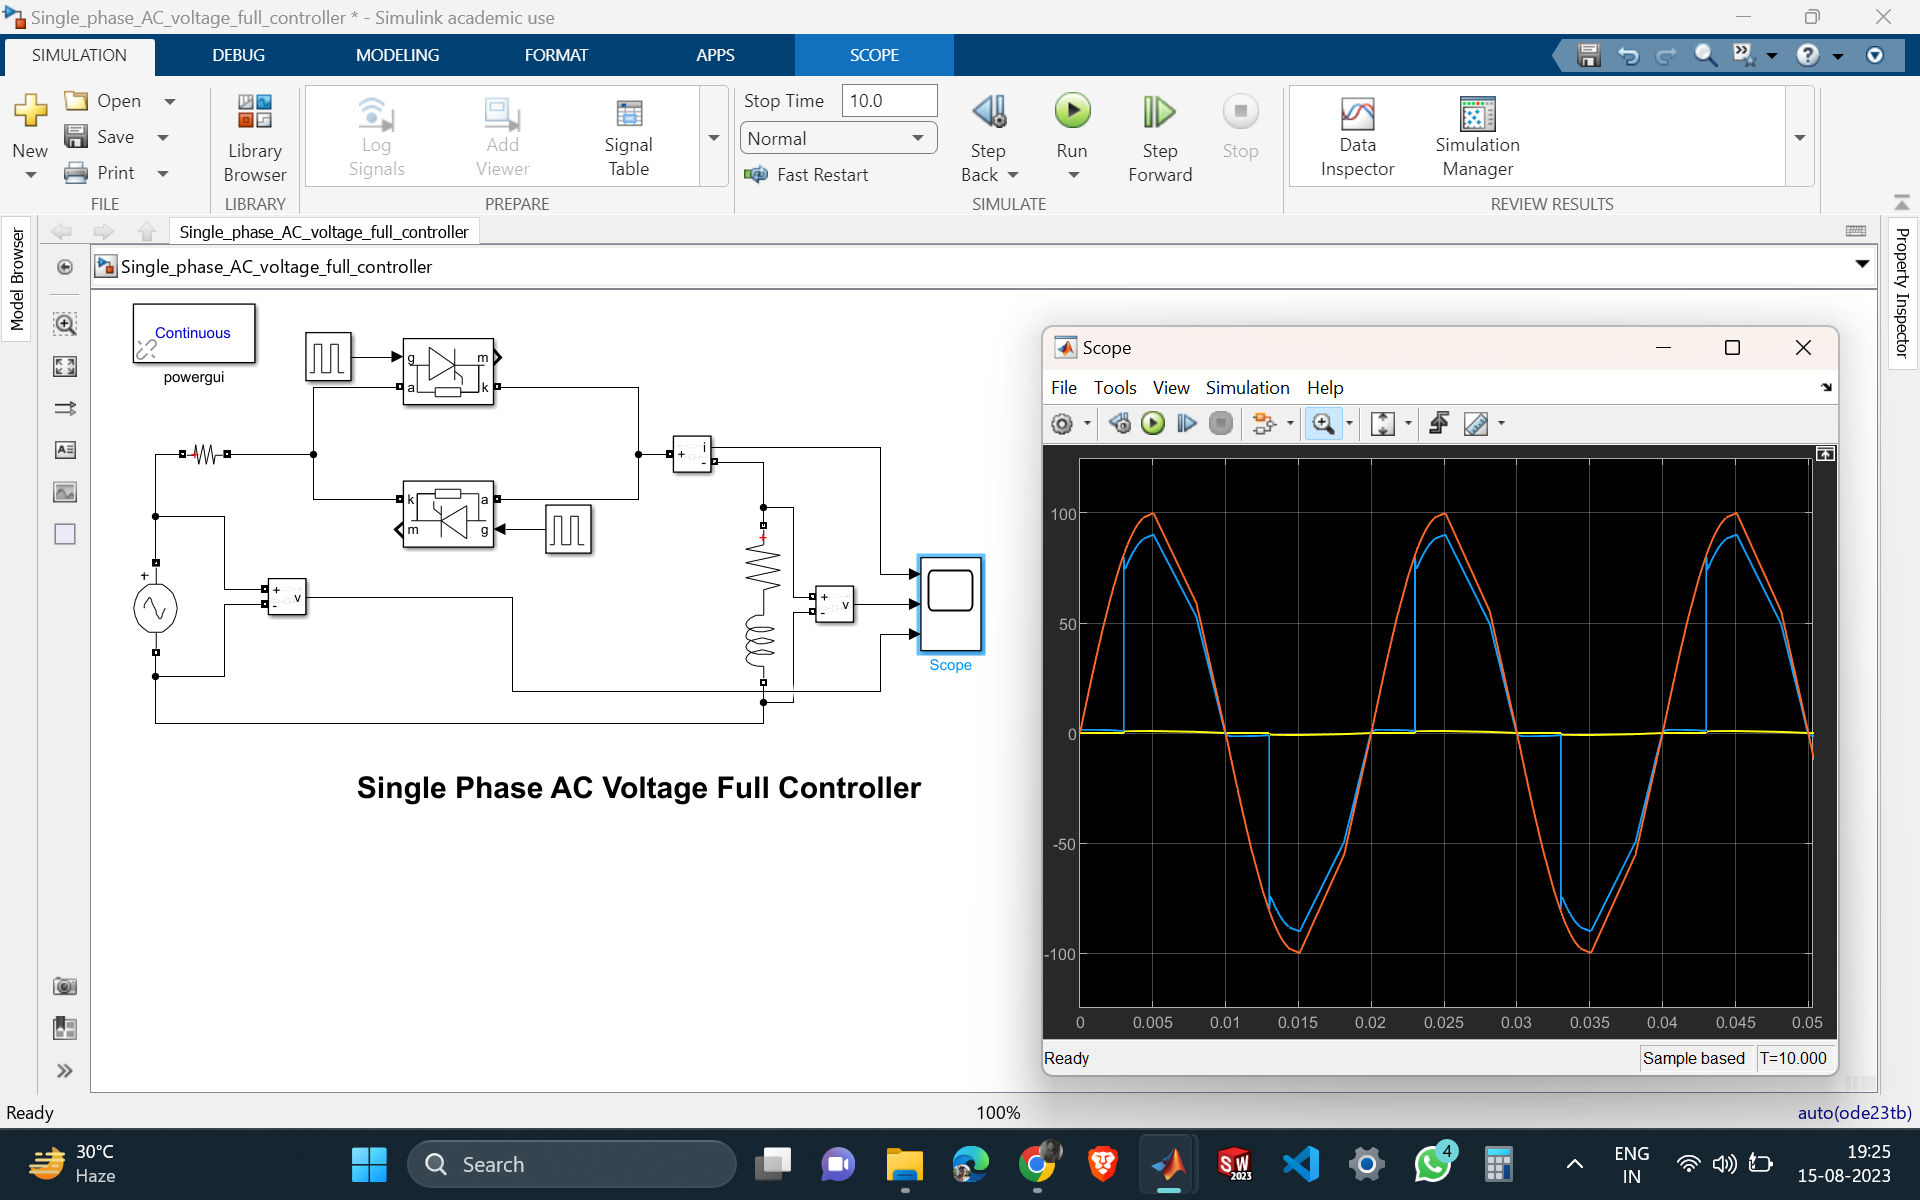 Single_phase_AC_voltage_full_controller * - Simulink academic use
SIMULATION DEBUG MODELING FORMAT APPS SCOPE
New
Open
Save
Print
FILE
Library Browser
LIBRARY
Log Signals
Add Viewer
Signal Table
PREPARE
Stop Time 10.0
Normal
Fast Restart
Step Back
Run
Step Forward
Stop
SIMULATE
Data Inspector
Simulation Manager
REVIEW RESULTS
Model Browser
Single_phase_AC_voltage_full_controller
Single_phase_AC_voltage_full_controller
Property Inspector
Continuous
powergui
g m
a k
k a
m g
+ i
-
+
+ v
-
+ v
-
Scope
Single Phase AC Voltage Full Controller
Scope
File Tools View Simulation Help
100
50
0
-50
-100
0 0.005 0.01 0.015 0.02 0.025 0.03 0.035 0.04 0.045 0.05
Ready Sample based T=10.000
Ready 100% auto(ode23tb)
30°C
Haze
Search
SW
2023
4
ENG
IN
19:25
15-08-2023